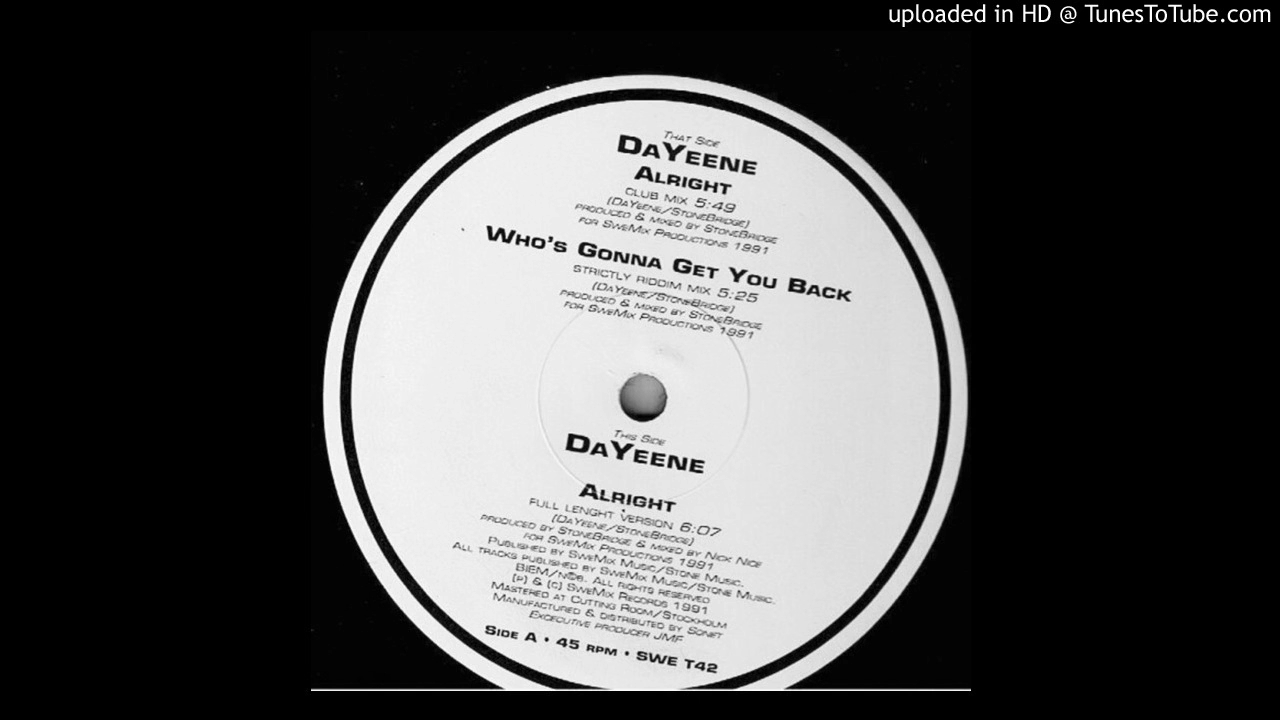 uploaded in HD @ TunesToTube.com
THAT SIDE
DAYEENE
ALRIGHT
CLUB MIX 5:49
(DAYEENE/STONEBRIDGE)
PRODUCED & MIXED BY STONEBRIDGE
FOR SWEMIX PRODUCTIONS 1991
WHO'S GONNA GET YOU BACK
STRICTLY RIDDIM MIX 5:25
(DAYEENE/STONEBRIDGE)
PRODUCED & MIXED BY STONEBRIDGE
FOR SWEMIX PRODUCTIONS 1991
THIS SIDE
DAYEENE
ALRIGHT
FULL LENGHT VERSION 6:07
(DAYEENE/STONEBRIDGE)
PRODUCED BY STONEBRIDGE & MIXED BY NICK NICE
FOR SWEMIX PRODUCTIONS 1991
PUBLISHED BY SWEMIX MUSIC/STONE MUSIC.
ALL TRACKS PUBLISHED BY SWEMIX MUSIC/STONE MUSIC.
BIEM/NCB. ALL RIGHTS RESERVED
(P) & (C) SWEMIX RECORDS 1991
MASTERED AT CUTTING ROOM/STOCKHOLM
MANUFACTURED & DISTRIBUTED BY SONET
EXCECUTIVE PRODUCER JMF
SIDE A • 45 RPM • SWE T42